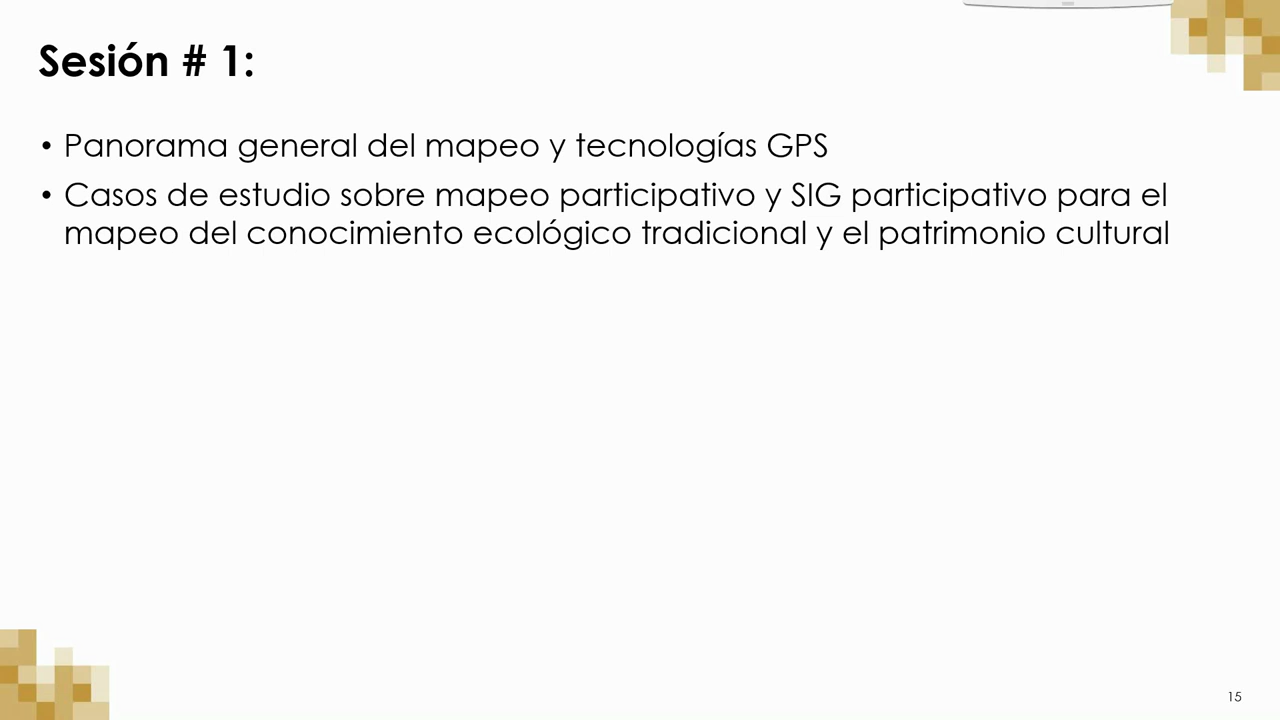 Sesión # 1:
• Panorama general del mapeo y tecnologías GPS
• Casos de estudio sobre mapeo participativo y SIG participativo para el
mapeo del conocimiento ecológico tradicional y el patrimonio cultural
15